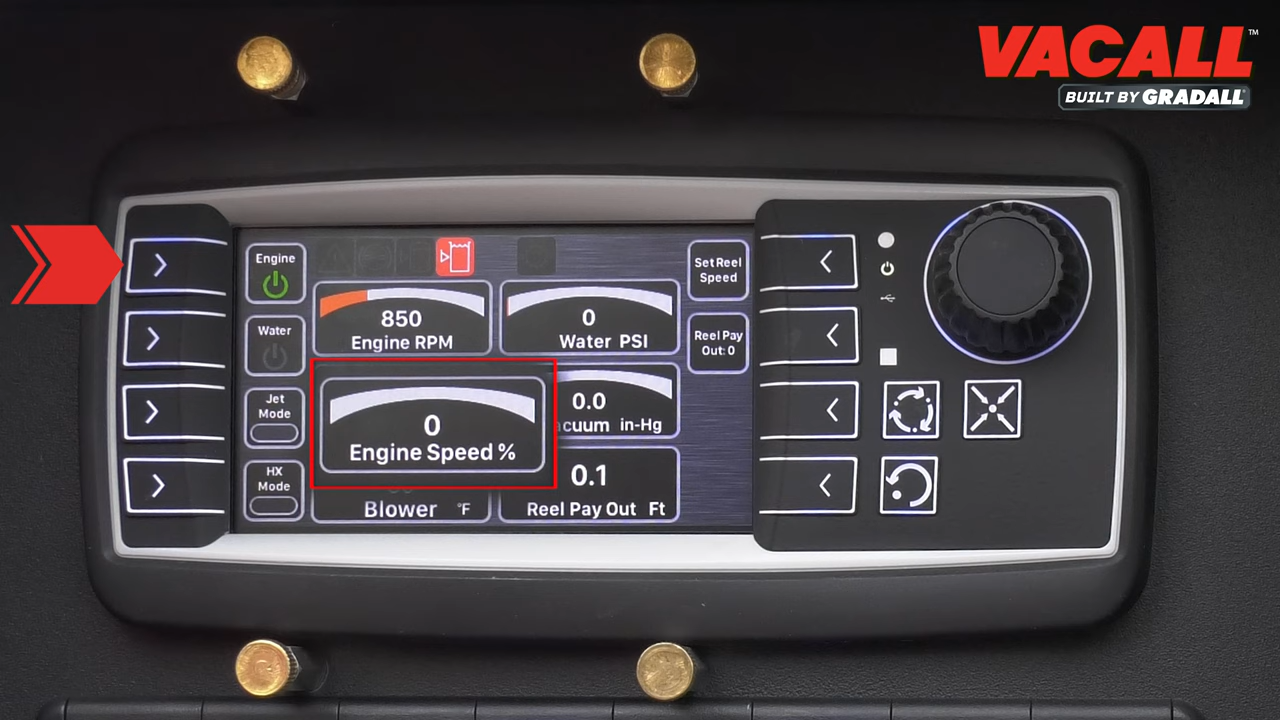 VACALL™
BUILT BY GRADALL
Engine
Water
Jet
Mode
HX
Mode
850
Engine RPM
0
Water PSI
0
Engine Speed %
0.0
in-Hg
Blower °F
0.1
Reel Pay Out Ft
Set Reel
Speed
Reel Pay
Out: 0